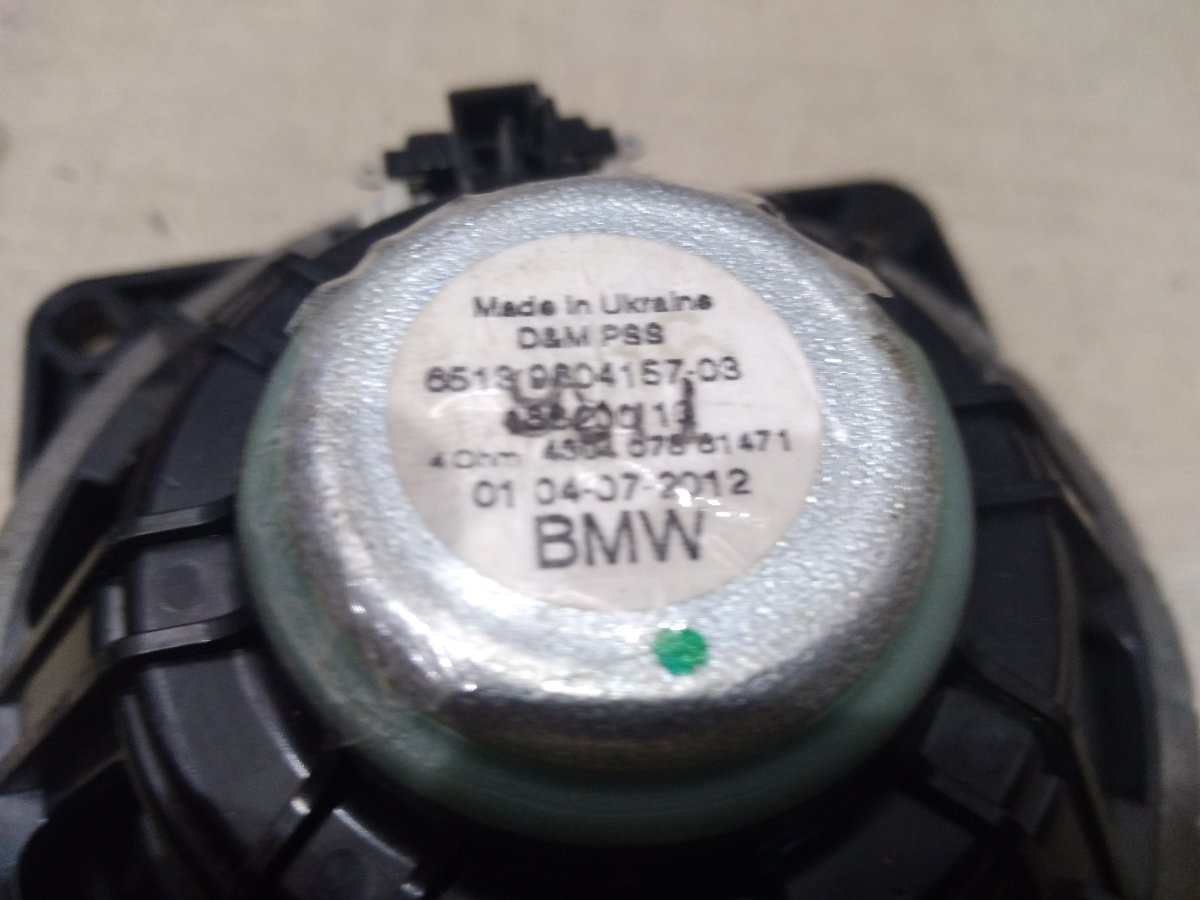 Made in Ukraine
D&M PSS
6513 9804157-03
4 Ohm
01 04-07-2012
BMW